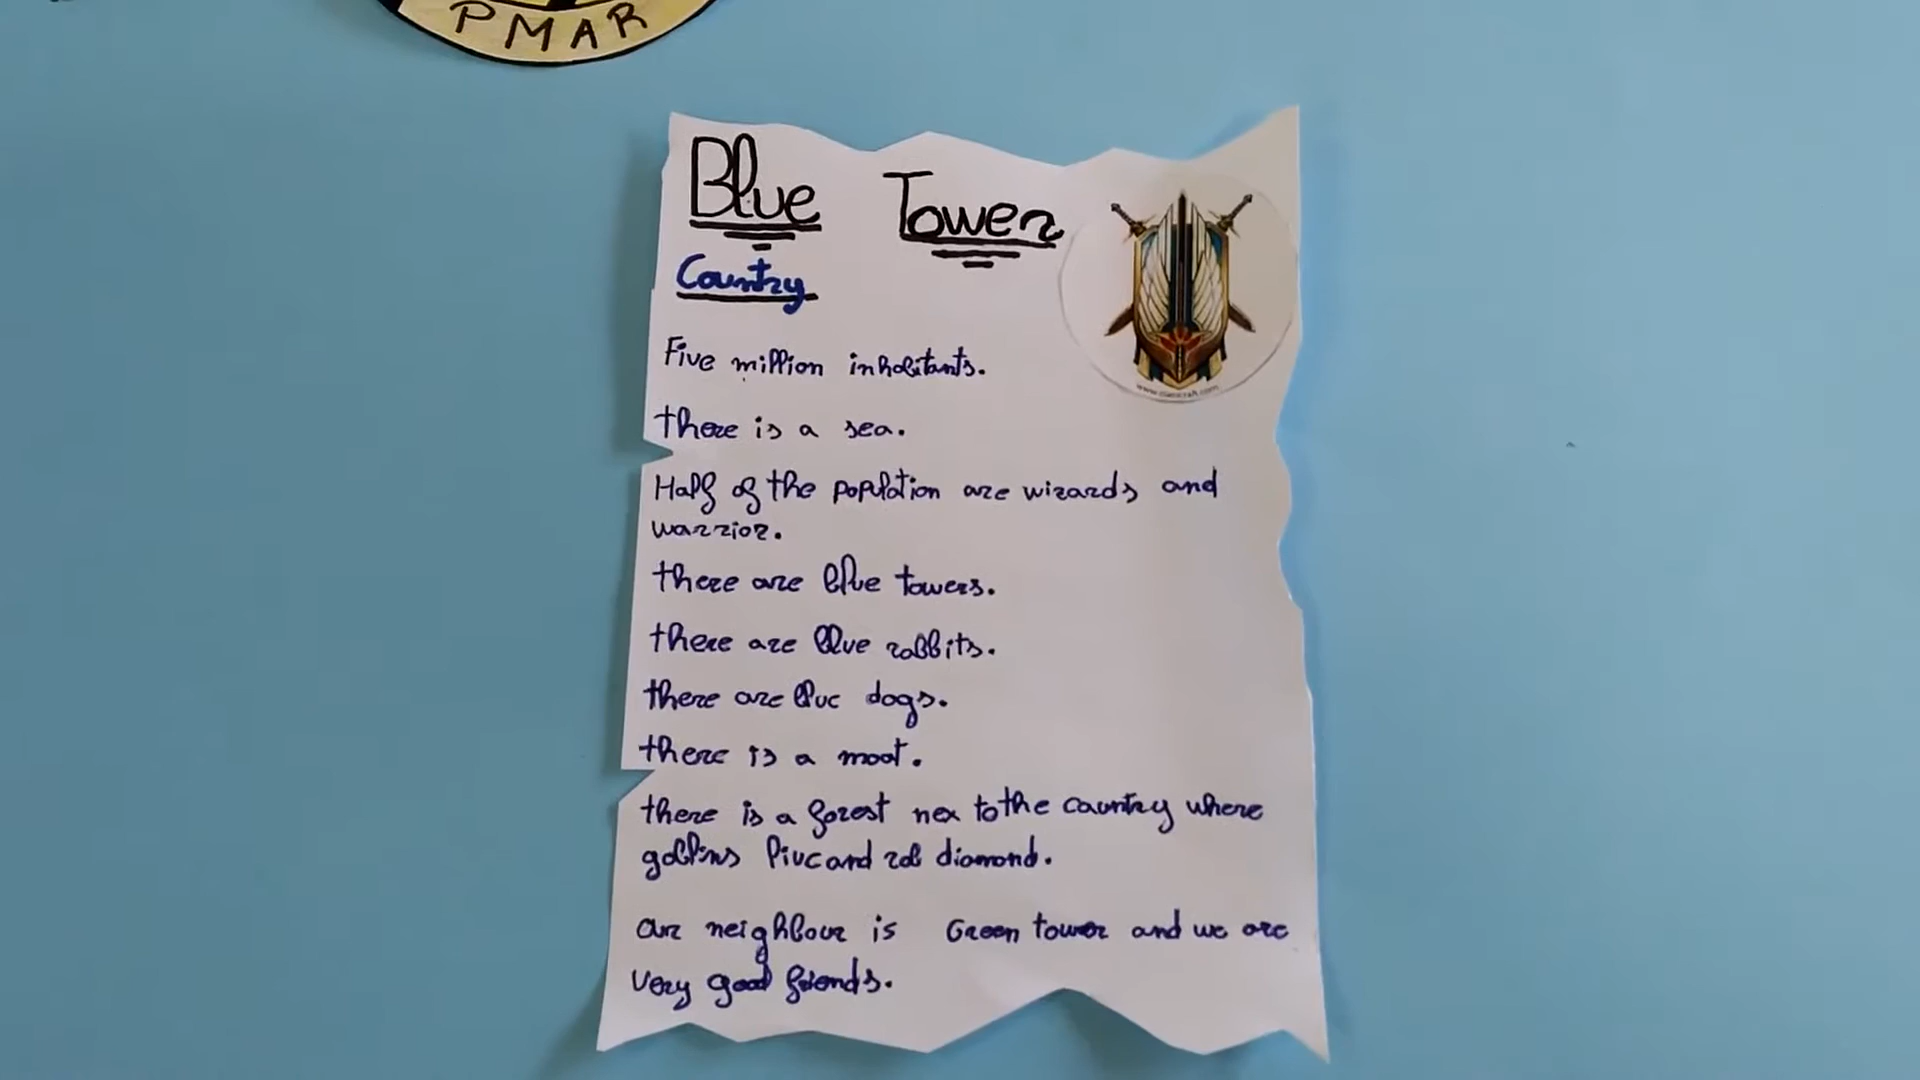 PMAR
Blue Tower
Country
Five million inhabitants.
there is a sea.
Half of the population are wizards and
warrior.
there are blue towers.
there are blue rabbits.
there are blue dogs.
there is a moat.
there is a forest nex to the country where
goblins live and rob diamond.
our neighbour is Green tower and we are
very good friends.